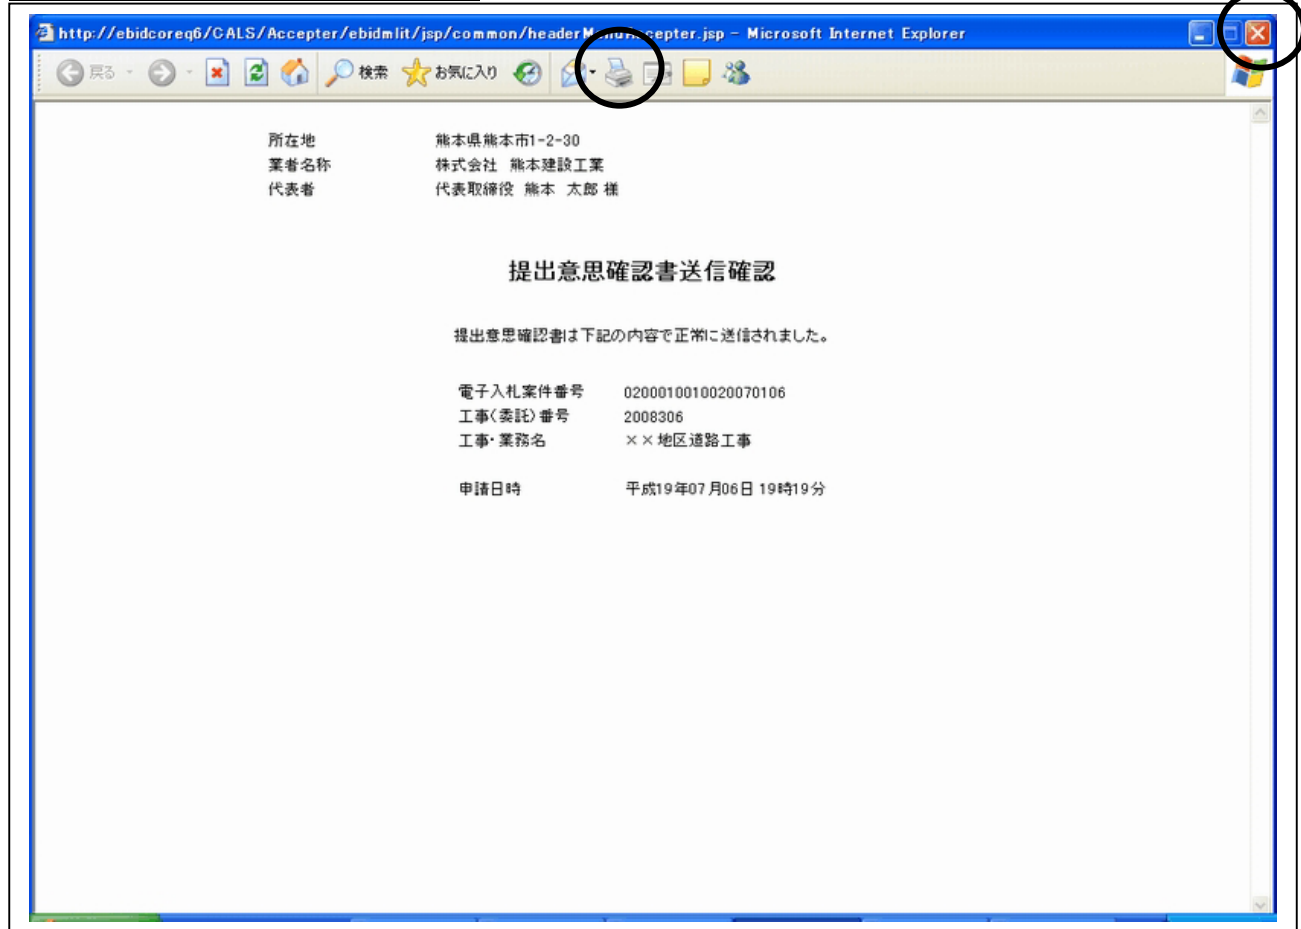 http://ebidcoreq6/CALS/Accepter/ebidmlit/jsp/common/headerMenuAccepter.jsp - Microsoft Internet Explorer
戻る 検索 お気に入り
所在地 熊本県熊本市1-2-30
業者名称 株式会社 熊本建設工業
代表者 代表取締役 熊本 太郎 様
提出意思確認書送信確認
提出意思確認書は下記の内容で正常に送信されました。
電子入札案件番号 0200010010020070106
工事(委託)番号 2008306
工事・業務名 ××地区道路工事
申請日時 平成19年07月06日 19時19分